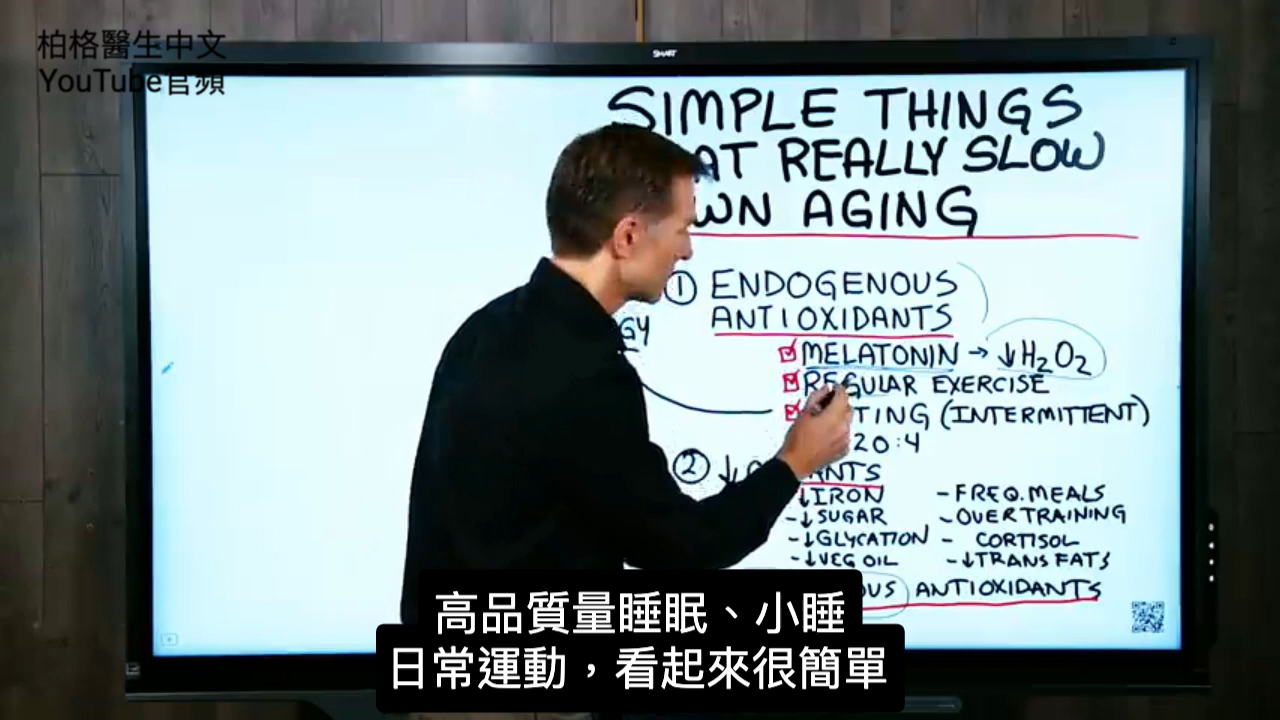 柏格醫生中文
YouTube官頻
SMART
SIMPLE THINGS
AT REALLY SLOW
WN AGING
① ENDOGENOUS
ANTIOXIDANTS
GY
MELATONIN → ↓H₂O₂
REGULAR EXERCISE
TING (INTERMITTENT)
20:4
② ↓
ANTS
↓IRON
- FREQ. MEALS
-↓SUGAR
- OVERTRAINING
-↓GLYCATION
- CORTISOL
-↓VEG OIL
-↓TRANS FATS
OUS ANTIOXIDANTS
高品質量睡眠、小睡
日常運動，看起來很簡單